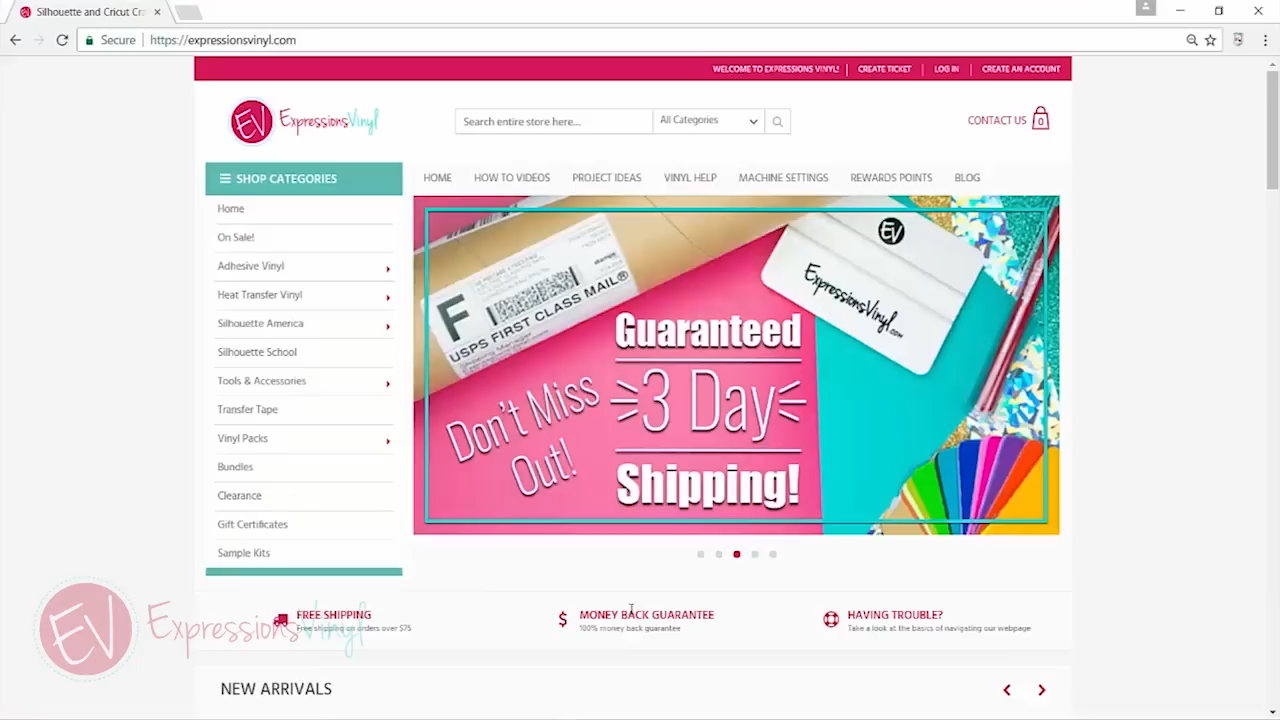 Silhouette and Cricut Cr
Secure
https://expressionsvinyl.com
WELCOME TO EXPRESSIONS VINYL!
CREATE TICKET
LOG IN
CREATE AN ACCOUNT
EV ExpressionsVinyl
Search entire store here...
All Categories
CONTACT US
0
SHOP CATEGORIES
HOME
HOW TO VIDEOS
PROJECT IDEAS
VINYL HELP
MACHINE SETTINGS
REWARDS POINTS
BLOG
Home
On Sale!
Adhesive Vinyl
Heat Transfer Vinyl
Silhouette America
Silhouette School
Tools & Accessories
Transfer Tape
Vinyl Packs
Bundles
Clearance
Gift Certificates
Sample Kits
F
USPS FIRST CLASS MAIL®
EV
ExpressionsVinyl.com
Don't Miss
Out!
Guaranteed
3 Day
Shipping!
FREE SHIPPING
Free shipping on orders over $75
MONEY BACK GUARANTEE
100% money back guarantee
HAVING TROUBLE?
Take a look at the basics of navigating our webpage
EV ExpressionsVinyl
NEW ARRIVALS